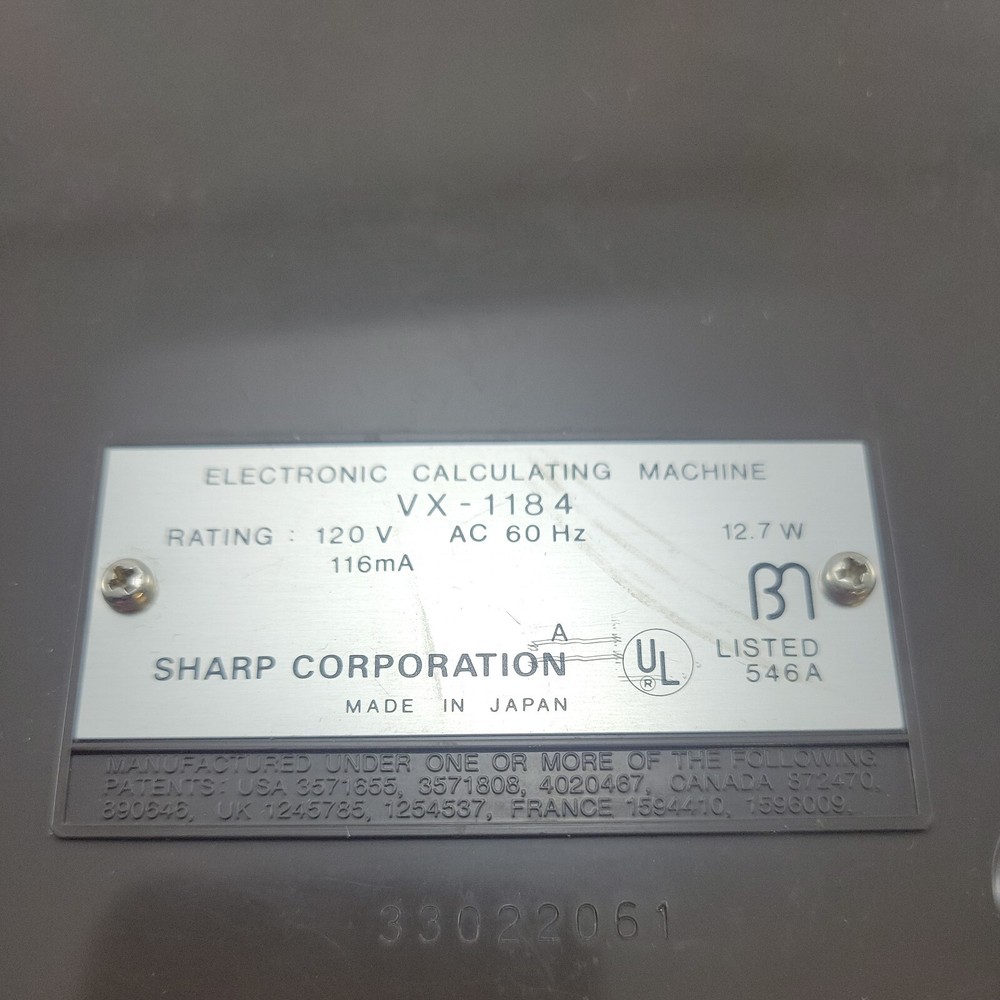 ELECTRONIC CALCULATING MACHINE
VX-1184
RATING : 120 V AC 60 Hz 12.7 W
116mA
A
SHARP CORPORATION
UL
®
LISTED
546A
MADE IN JAPAN
MANUFACTURED UNDER ONE OR MORE OF THE FOLLOWING
PATENTS: USA 3571655, 3571808, 4020467, CANADA 872470,
890646, UK 1245785, 1254537, FRANCE 1594410, 1596009.
33022061